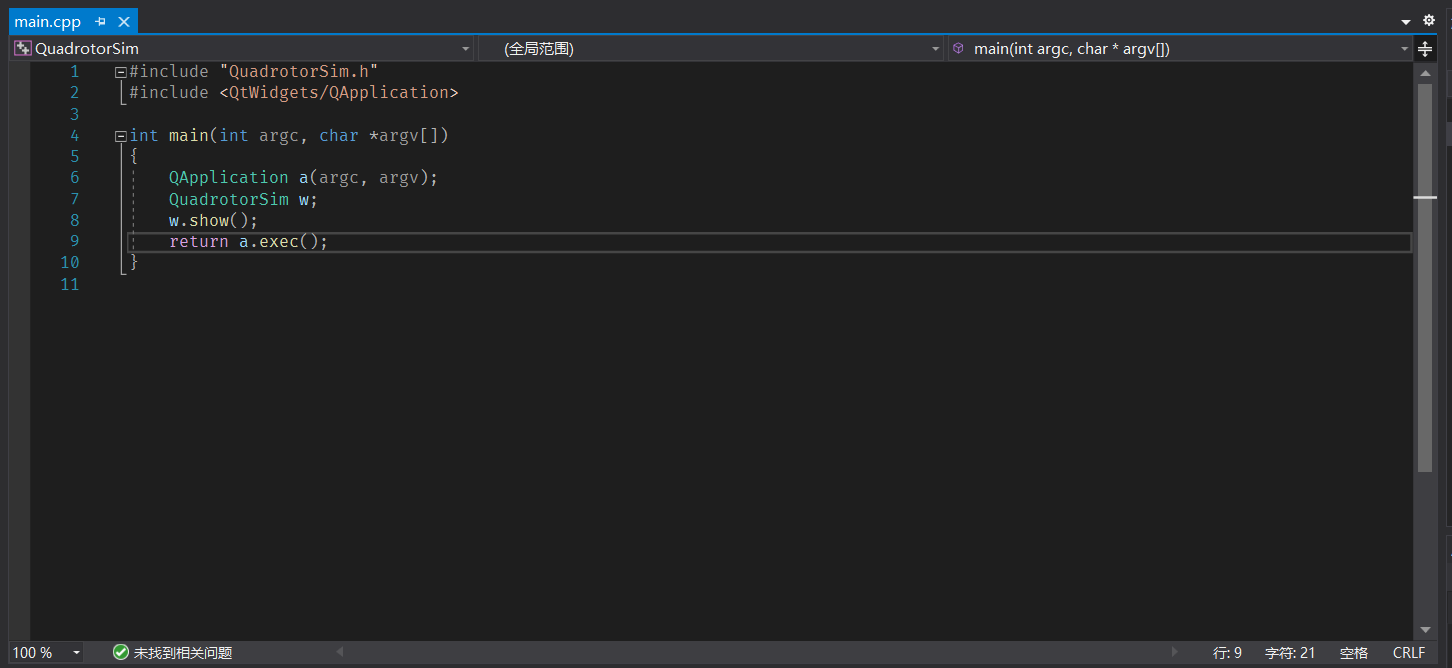 main.cpp
QuadrotorSim (全局范围) main(int argc, char * argv[])
1 #include "QuadrotorSim.h"
2 #include <QtWidgets/QApplication>
3
4 int main(int argc, char *argv[])
5 {
6 QApplication a(argc, argv);
7 QuadrotorSim w;
8 w.show();
9 return a.exec();
10 }
11
100 % 未找到相关问题 行: 9 字符: 21 空格 CRLF